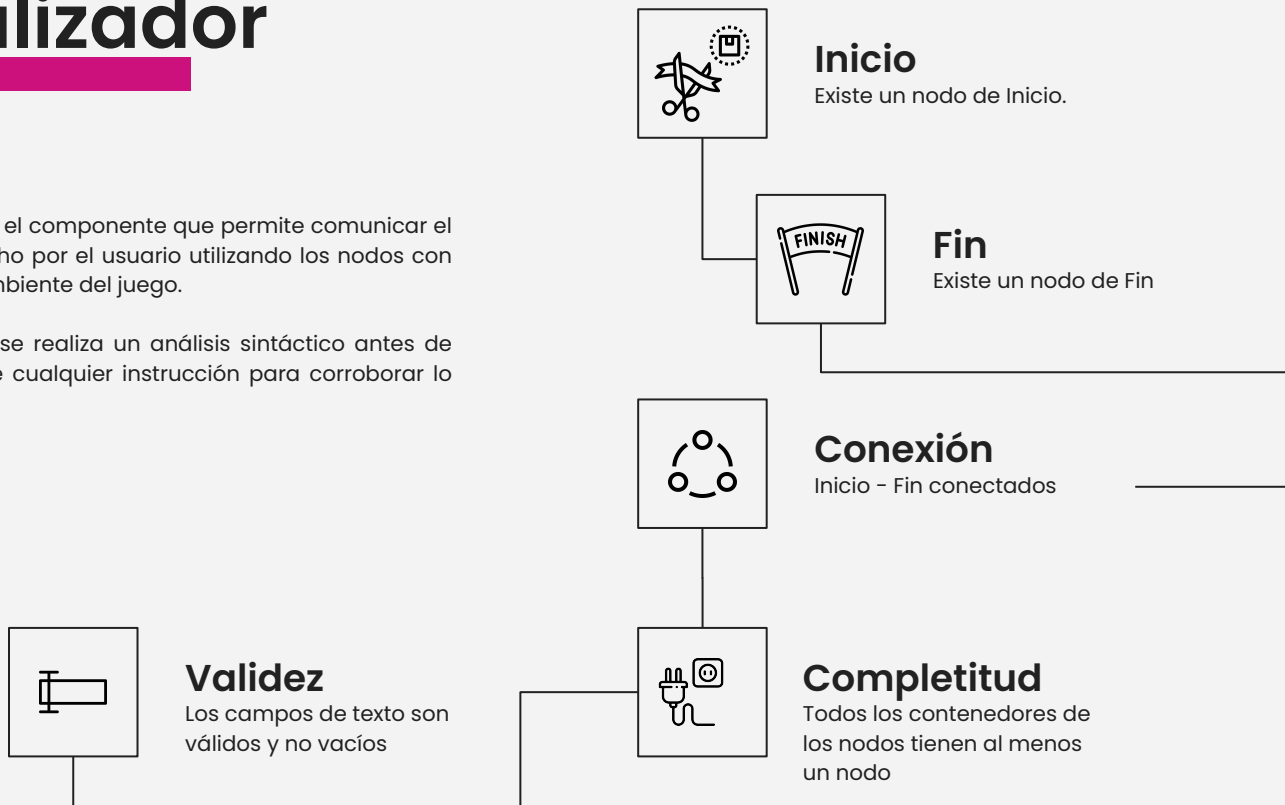 alizador
el componente que permite comunicar el
ho por el usuario utilizando los nodos con
mbiente del juego.
se realiza un análisis sintáctico antes de
e cualquier instrucción para corroborar lo
Inicio
Existe un nodo de Inicio.
FINISH
Fin
Existe un nodo de Fin
Conexión
Inicio - Fin conectados
Validez
Los campos de texto son
válidos y no vacíos
Completitud
Todos los contenedores de
los nodos tienen al menos
un nodo